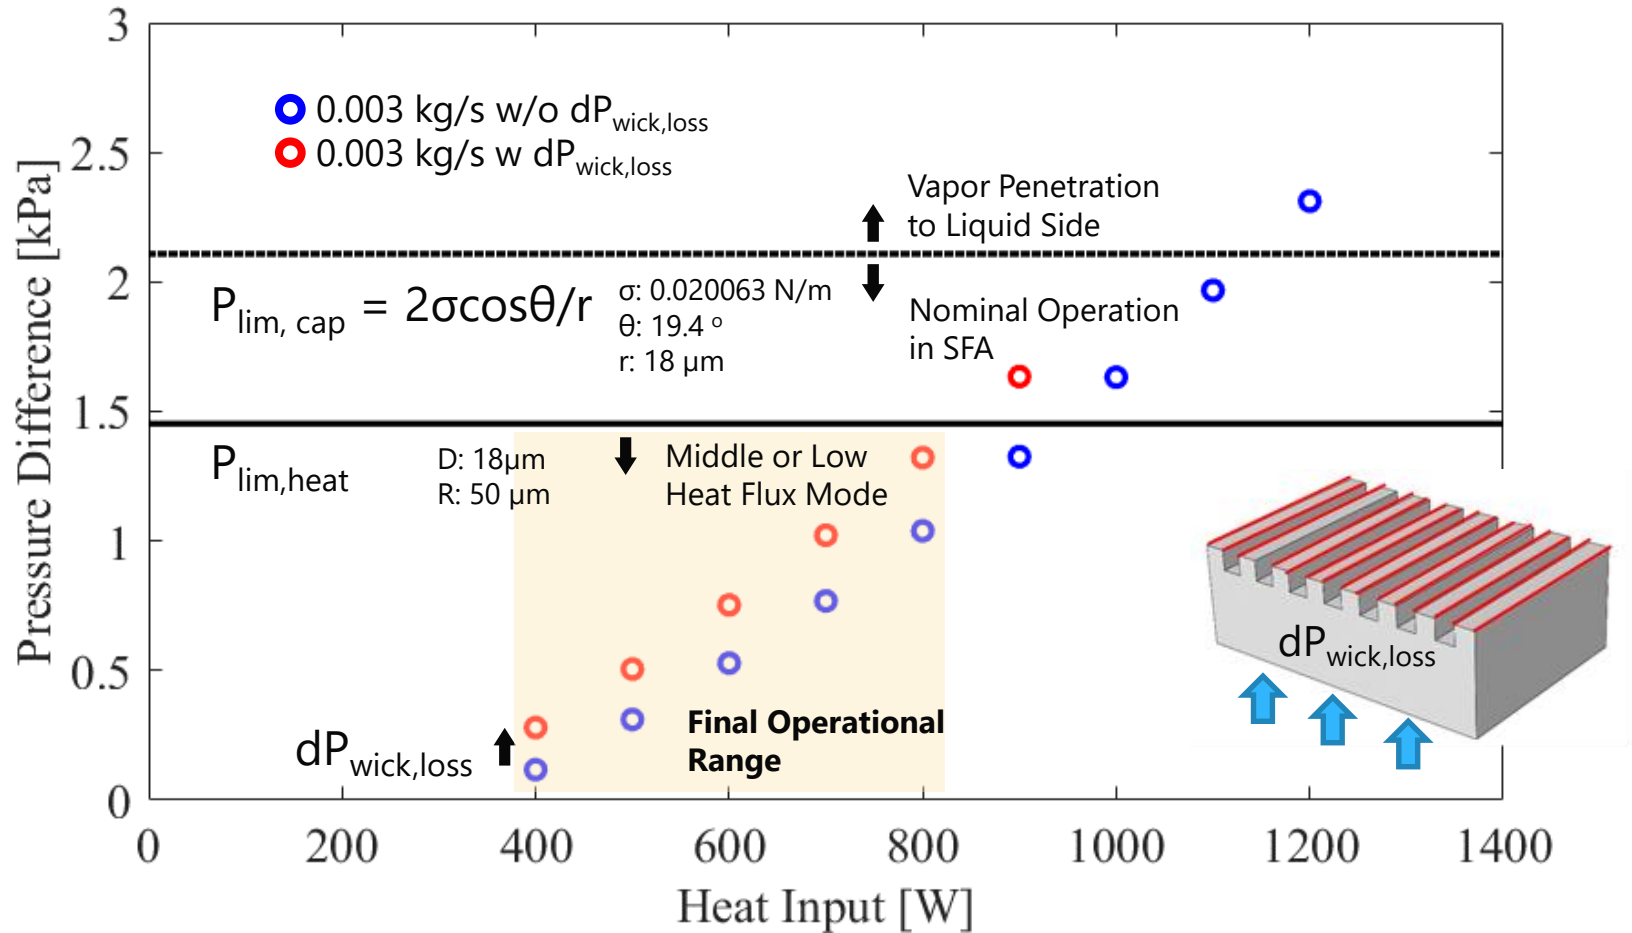 3
2.5
2
1.5
1
0.5
0
Pressure Difference [kPa]
0.003 kg/s w/o dPwick,loss
0.003 kg/s w dPwick,loss
Vapor Penetration
to Liquid Side
Plim, cap = 2σcosθ/r
σ: 0.020063 N/m
θ: 19.4 o
r: 18 µm
Nominal Operation
in SFA
Plim,heat
D: 18µm
R: 50 µm
Middle or Low
Heat Flux Mode
Final Operational
Range
dPwick,loss
dPwick,loss
0 200 400 600 800 1000 1200 1400
Heat Input [W]